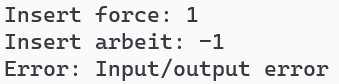 Insert force: 1
Insert arbeit: -1
Error: Input/output error